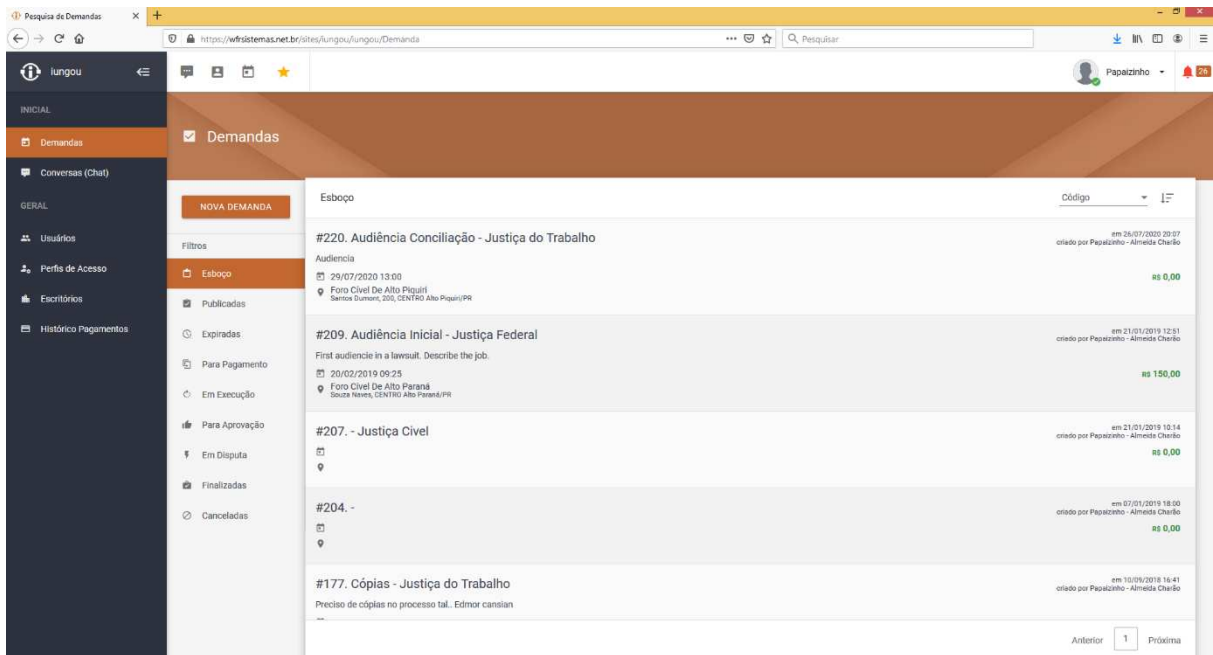 Pesquisa de Demandas
https://wfrsistemas.net.br/sites/iungou/iungou/Demanda
Pesquisar
iungou
Papaizinho
26
INICIAL
Demandas
Conversas (Chat)
GERAL
Usuários
Perfis de Acesso
Escritórios
Histórico Pagamentos
Demandas
NOVA DEMANDA
Filtros
Esboço
Publicadas
Expiradas
Para Pagamento
Em Execução
Para Aprovação
Em Disputa
Finalizadas
Canceladas
Esboço
Código
#220. Audiência Conciliação - Justiça do Trabalho
em 26/07/2020 20:07
criado por Papaizinho - Almeida Charão
Audiencia
29/07/2020 13:00
R$ 0,00
Foro Cível De Alto Piquiri
Santos Dumont, 200, CENTRO Alto Piquiri/PR
#209. Audiência Inicial - Justiça Federal
em 21/01/2019 12:51
criado por Papaizinho - Almeida Charão
First audiencie in a lawsuit. Describe the job.
20/02/2019 09:25
R$ 150,00
Foro Cível De Alto Paraná
Souza Naves, CENTRO Alto Paraná/PR
#207. - Justiça Civel
em 21/01/2019 10:14
criado por Papaizinho - Almeida Charão
R$ 0,00
#204. -
em 07/01/2019 18:00
criado por Papaizinho - Almeida Charão
R$ 0,00
#177. Cópias - Justiça do Trabalho
em 10/09/2018 16:41
criado por Papaizinho - Almeida Charão
Preciso de cópias no processo tal.. Edmor cansian
Anterior 1 Próxima